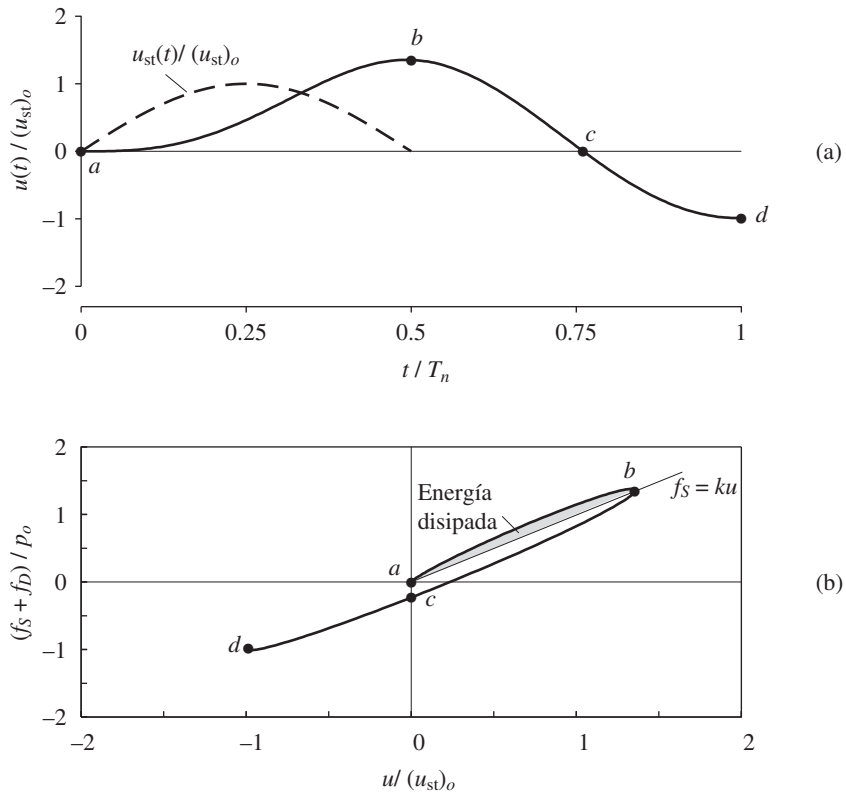 2
u_st(t)/ (u_st)_o
b
1
u(t) / (u_st)_o
0
a
c
(a)
–1
d
–2
0
0.25
0.5
0.75
1
t / T_n
2
b
f_S = ku
Energía
disipada
1
(f_S + f_D) / p_o
a
0
c
(b)
d
–1
–2
–2
–1
0
1
2
u/ (u_st)_o